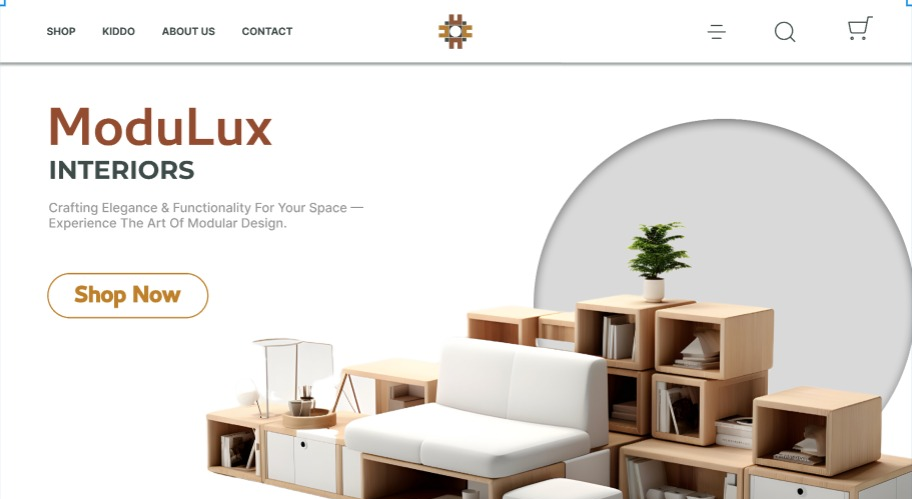 SHOP KIDDO ABOUT US CONTACT
ModuLux
INTERIORS
Crafting Elegance & Functionality For Your Space —
Experience The Art Of Modular Design.
Shop Now